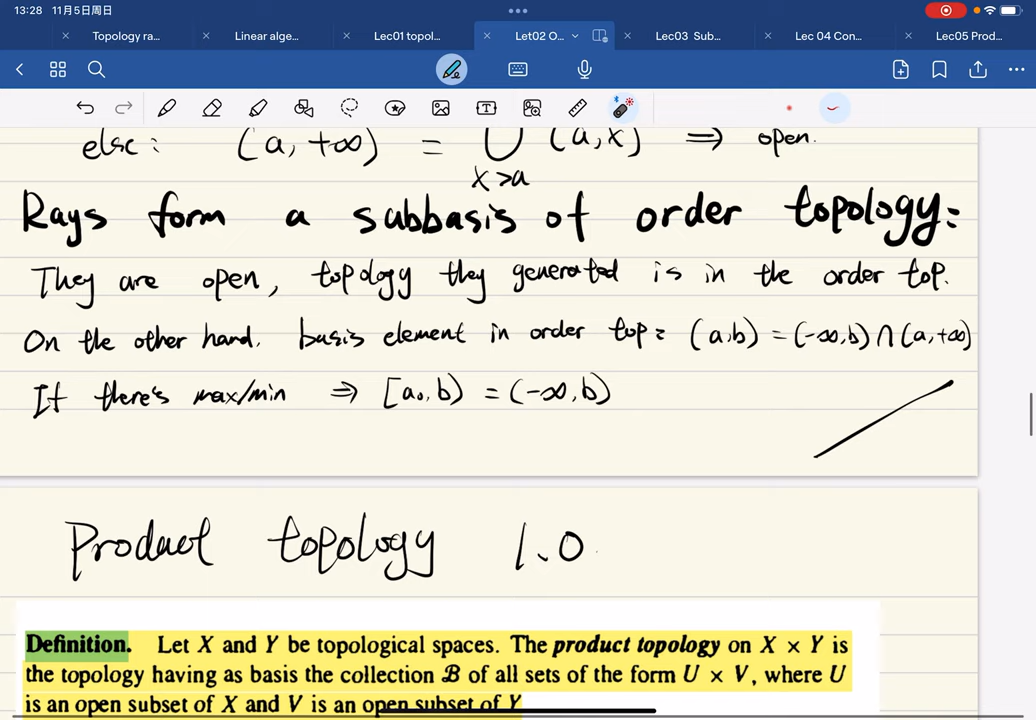 13:28 11月5日周日
Topology ra...
Linear alge...
Lec01 topol...
Let02 O...
Lec03 Sub...
Lec 04 Con...
Lec05 Prod...
else: (a, +∞) = ∪ (a, x) ⟹ open.
x>a
Rays form a subbasis of order topology:
They are open, topology they generated is in the order top.
On the other hand. basis element in order top: (a,b) = (-∞,b) ∩ (a,+∞)
If there's max/min ⟹ [a₀, b) = (-∞, b)
Product topology 1.0
Definition. Let X and Y be topological spaces. The product topology on X × Y is
the topology having as basis the collection ℬ of all sets of the form U × V, where U
is an open subset of X and V is an open subset of Y